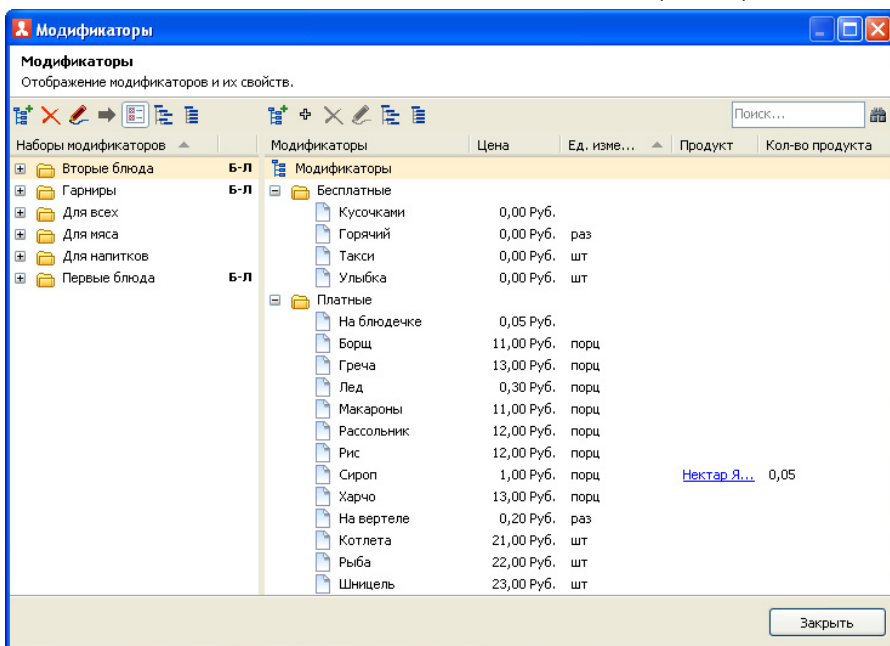 Модификаторы
Модификаторы
Отображение модификаторов и их свойств.
Поиск...
Наборы модификаторов
Модификаторы Цена Ед. изме... Продукт Кол-во продукта
Вторые блюда Б-Л
Гарниры Б-Л
Для всех
Для мяса
Для напитков
Первые блюда Б-Л
Модификаторы
Бесплатные
Кусочками 0,00 Руб.
Горячий 0,00 Руб. раз
Такси 0,00 Руб. шт
Улыбка 0,00 Руб. шт
Платные
На блюдечке 0,05 Руб.
Борщ 11,00 Руб. порц
Греча 13,00 Руб. порц
Лед 0,30 Руб. порц
Макароны 11,00 Руб. порц
Рассольник 12,00 Руб. порц
Рис 12,00 Руб. порц
Сироп 1,00 Руб. порц Нектар Я... 0,05
Харчо 13,00 Руб. порц
На вертеле 0,20 Руб. раз
Котлета 21,00 Руб. шт
Рыба 22,00 Руб. шт
Шницель 23,00 Руб. шт
Закрыть